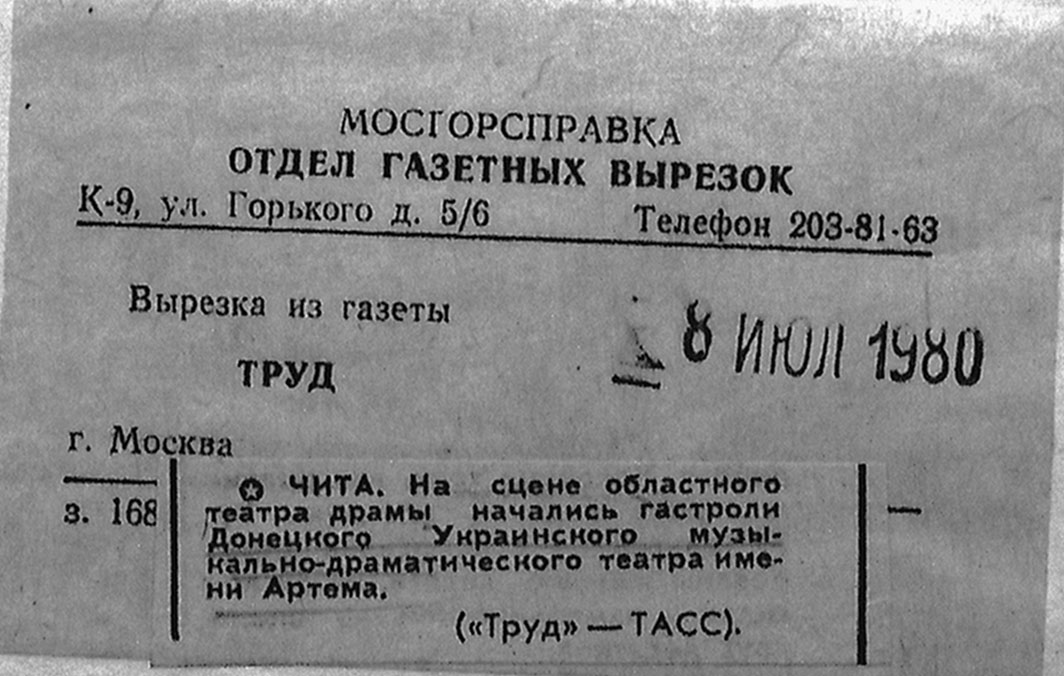 МОСГОРСПРАВКА
ОТДЕЛ ГАЗЕТНЫХ ВЫРЕЗОК
К-9, ул. Горького д. 5/6 Телефон 203-81-63
Вырезка из газеты
ТРУД
8 ИЮЛ 1980
г. Москва
з. 168
ЧИТА. На сцене областного
театра драмы начались гастроли
Донецкого Украинского музы-
кально-драматического театра име-
ни Артема.
(«Труд» — ТАСС).